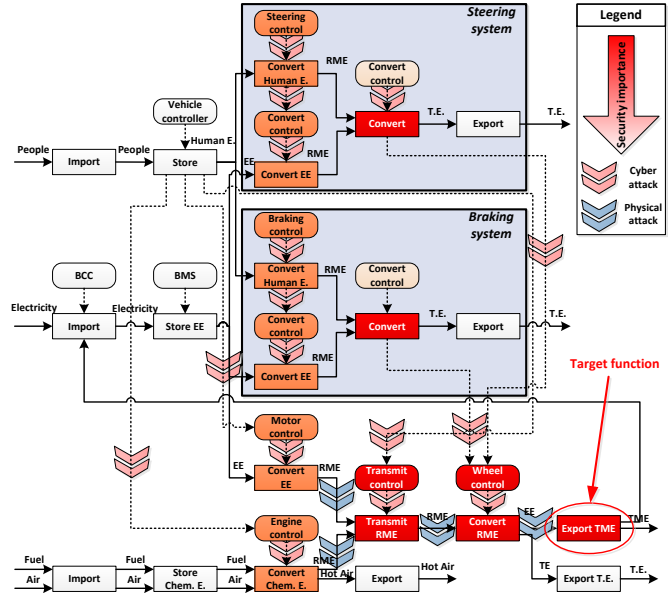 Steering
system
Steering
control
Convert
Human E.
RME
Convert
control
Convert
control
Convert
T.E.
Export
T.E.
RME
EE
Convert EE
Vehicle
controller
People
Import
People
Store
Human E.
Legend
Security importance
Cyber
attack
Physical
attack
Braking
system
Braking
control
Convert
Human E.
RME
Convert
control
Convert
control
Convert
T.E.
Export
T.E.
RME
Convert EE
BCC
BMS
Electricity
Import
Electricity
Store EE
Target function
Motor
control
EE
Convert
EE
RME
Transmit
control
Wheel
control
Transmit
RME
RME
Convert
RME
EE
Export TME
TME
TME
Engine
control
Fuel
Air
Import
Fuel
Air
Store
Chem. E.
Fuel
Air
Convert
Chem. E.
RME
Hot Air
Export
Hot Air
TE
Export T.E.
T.E.